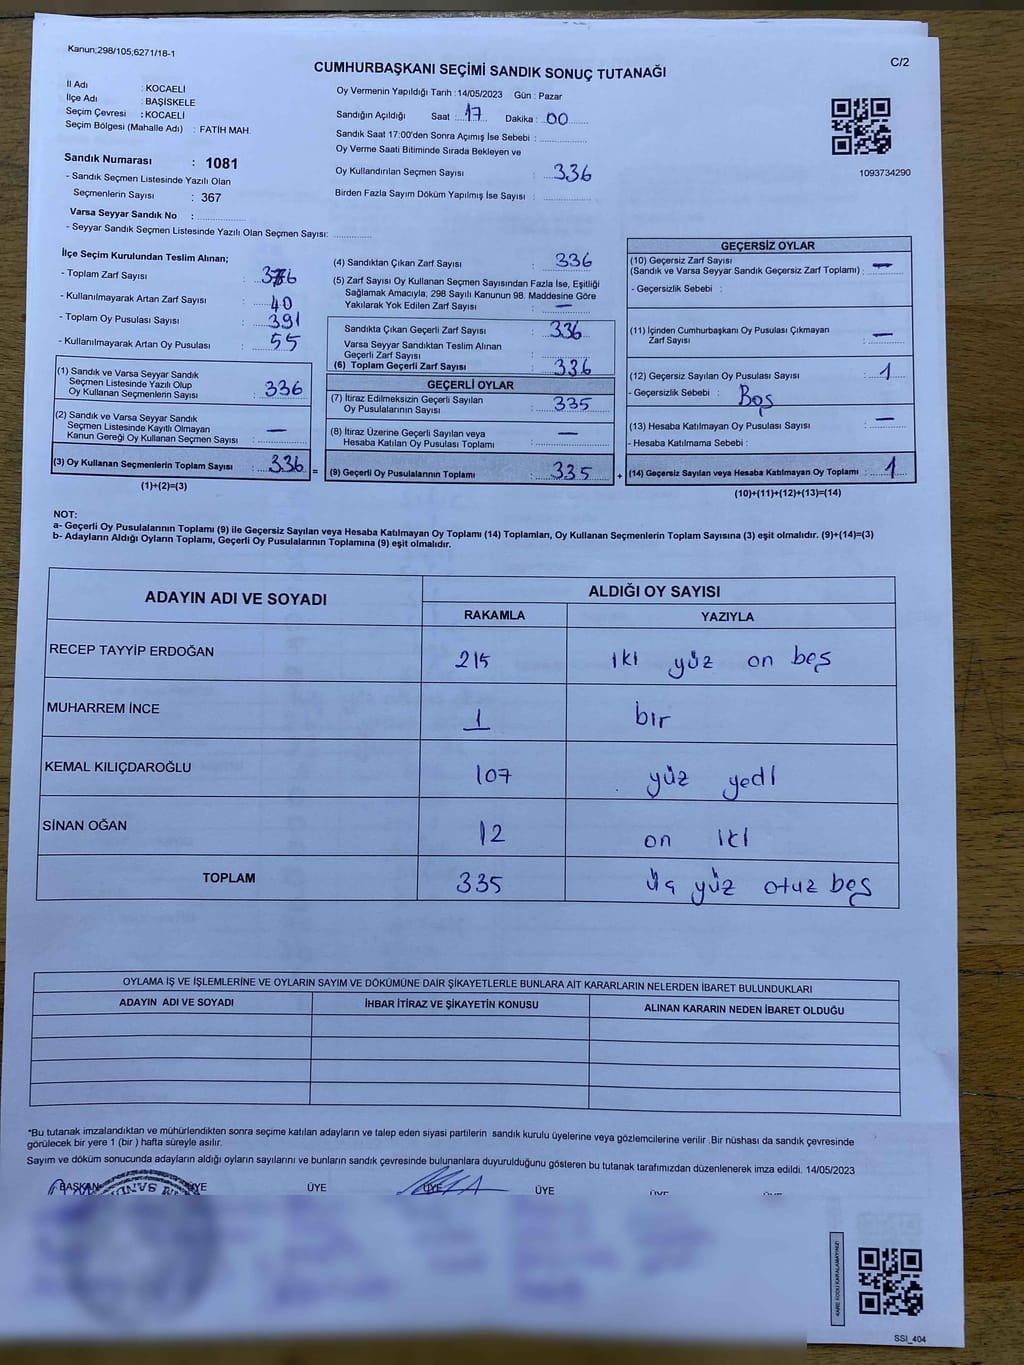 Kanun;298/105,6271/18-1
C/2
CUMHURBAŞKANI SEÇİMİ SANDIK SONUÇ TUTANAĞI
İl Adı : KOCAELİ
İlçe Adı : BAŞİSKELE
Seçim Çevresi : KOCAELİ
Seçim Bölgesi (Mahalle Adı) : FATİH MAH.
Sandık Numarası : 1081
- Sandık Seçmen Listesinde Yazılı Olan
Seçmenlerin Sayısı : 367
Varsa Seyyar Sandık No :
- Seyyar Sandık Seçmen Listesinde Yazılı Olan Seçmen Sayısı:
Oy Vermenin Yapıldığı Tarih :14/05/2023 Gün : Pazar
Sandığın Açıldığı Saat 17 Dakika : 00
Sandık Saat 17:00'den Sonra Açımış İse Sebebi :
Oy Verme Saati Bitiminde Sırada Bekleyen ve
Oy Kullandırılan Seçmen Sayısı : 336
Birden Fazla Sayım Döküm Yapılmış İse Sayısı :
1093734290
İlçe Seçim Kurulundan Teslim Alınan;
- Toplam Zarf Sayısı : 376
- Kullanılmayarak Artan Zarf Sayısı : 40
- Toplam Oy Pusulası Sayısı : 391
- Kullanılmayarak Artan Oy Pusulası : 55
(1) Sandık ve Varsa Seyyar Sandık
Seçmen Listesinde Yazılı Olup
Oy Kullanan Seçmenlerin Sayısı : 336
(2) Sandık ve Varsa Seyyar Sandık
Seçmen Listesinde Kayıtlı Olmayan
Kanun Gereği Oy Kullanan Seçmen Sayısı : —
(3) Oy Kullanan Seçmenlerin Toplam Sayısı : 336 =
(1)+(2)=(3)
(4) Sandıktan Çıkan Zarf Sayısı : 336
(5) Zarf Sayısı Oy Kullanan Seçmen Sayısından Fazla İse, Eşitliği
Sağlamak Amacıyla; 298 Sayılı Kanunun 98. Maddesine Göre
Yakılarak Yok Edilen Zarf Sayısı : —
Sandıkta Çıkan Geçerli Zarf Sayısı : 336
Varsa Seyyar Sandıktan Teslim Alınan
Geçerli Zarf Sayısı :
(6) Toplam Geçerli Zarf Sayısı : 336
GEÇERLİ OYLAR
(7) İtiraz Edilmeksizin Geçerli Sayılan
Oy Pusulalarının Sayısı : 335
(8) İtiraz Üzerine Geçerli Sayılan veya
Hesaba Katılan Oy Pusulası Toplamı : —
(9) Geçerli Oy Pusulalarının Toplamı : 335 +
GEÇERSİZ OYLAR
(10) Geçersiz Zarf Sayısı
(Sandık ve Varsa Seyyar Sandık Geçersiz Zarf Toplamı) : —
- Geçersizlik Sebebi :
(11) İçinden Cumhurbaşkanı Oy Pusulası Çıkmayan
Zarf Sayısı : —
(12) Geçersiz Sayılan Oy Pusulası Sayısı : 1
- Geçersizlik Sebebi : Boş
(13) Hesaba Katılmayan Oy Pusulası Sayısı : —
- Hesaba Katılmama Sebebi :
(14) Geçersiz Sayılan veya Hesaba Katılmayan Oy Toplamı : 1
(10)+(11)+(12)+(13)=(14)
NOT:
a- Geçerli Oy Pusulalarının Toplamı (9) ile Geçersiz Sayılan veya Hesaba Katılmayan Oy Toplamı (14) Toplamları, Oy Kullanan Seçmenlerin Toplam Sayısına (3) eşit olmalıdır. (9)+(14)=(3)
b- Adayların Aldığı Oyların Toplamı, Geçerli Oy Pusulalarının Toplamına (9) eşit olmalıdır.
ADAYIN ADI VE SOYADI
ALDIĞI OY SAYISI
RAKAMLA YAZIYLA
RECEP TAYYİP ERDOĞAN 215 iki yüz on beş
MUHARREM İNCE 1 bir
KEMAL KILIÇDAROĞLU 107 yüz yedi
SİNAN OĞAN 12 on iki
TOPLAM 335 üç yüz otuz beş
OYLAMA İŞ VE İŞLEMLERİNE VE OYLARIN SAYIM VE DÖKÜMÜNE DAİR ŞİKAYETLERLE BUNLARA AİT KARARLARIN NELERDEN İBARET BULUNDUKLARI
ADAYIN ADI VE SOYADI İHBAR İTİRAZ VE ŞİKAYETİN KONUSU ALINAN KARARIN NEDEN İBARET OLDUĞU
*Bu tutanak imzalandıktan ve mühürlendikten sonra seçime katılan adayların ve talep eden siyasi partilerin sandık kurulu üyelerine veya gözlemcilerine verilir .Bir nüshası da sandık çevresinde
görülecek bir yere 1 (bir ) hafta süreyle asılır.
Sayım ve döküm sonucunda adayların aldığı oyların sayılarını ve bunların sandık çevresinde bulunanlara duyurulduğunu gösteren bu tutanak tarafımızdan düzenlenerek imza edildi. 14/05/2023
BAŞKAN ÜYE ÜYE ÜYE ÜYE ÜYE
KARE KODU KARALAMAYINIZ!
SSI_404